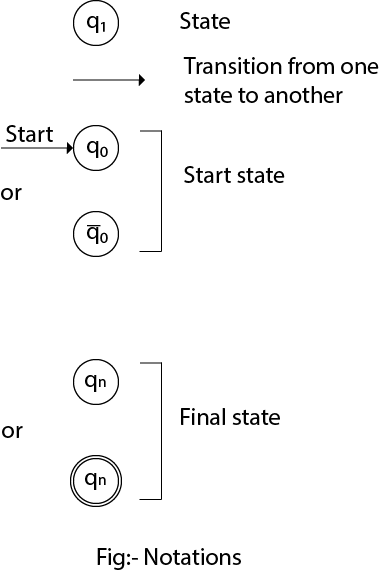 q1 State
Transition from one
state to another
Start
q0
or
Start state
q̅0
qn
or
Final state
qn
Fig:- Notations